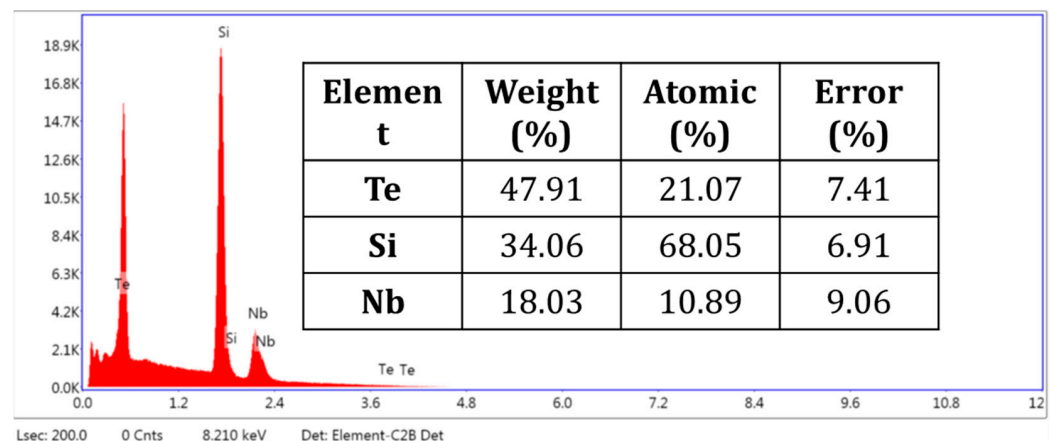 18.9K
16.8K
14.7K
12.6K
10.5K
8.4K
6.3K
4.2K
2.1K
0.0K
Si
Te
Si
Nb
Nb
Te Te
0.0 1.2 2.4 3.6 4.8 6.0 7.2 8.4 9.6 10.8 12
Elemen
t
Weight
(%)
Atomic
(%)
Error
(%)
Te 47.91 21.07 7.41
Si 34.06 68.05 6.91
Nb 18.03 10.89 9.06
Lsec: 200.0 0 Cnts 8.210 keV Det: Element-C2B Det